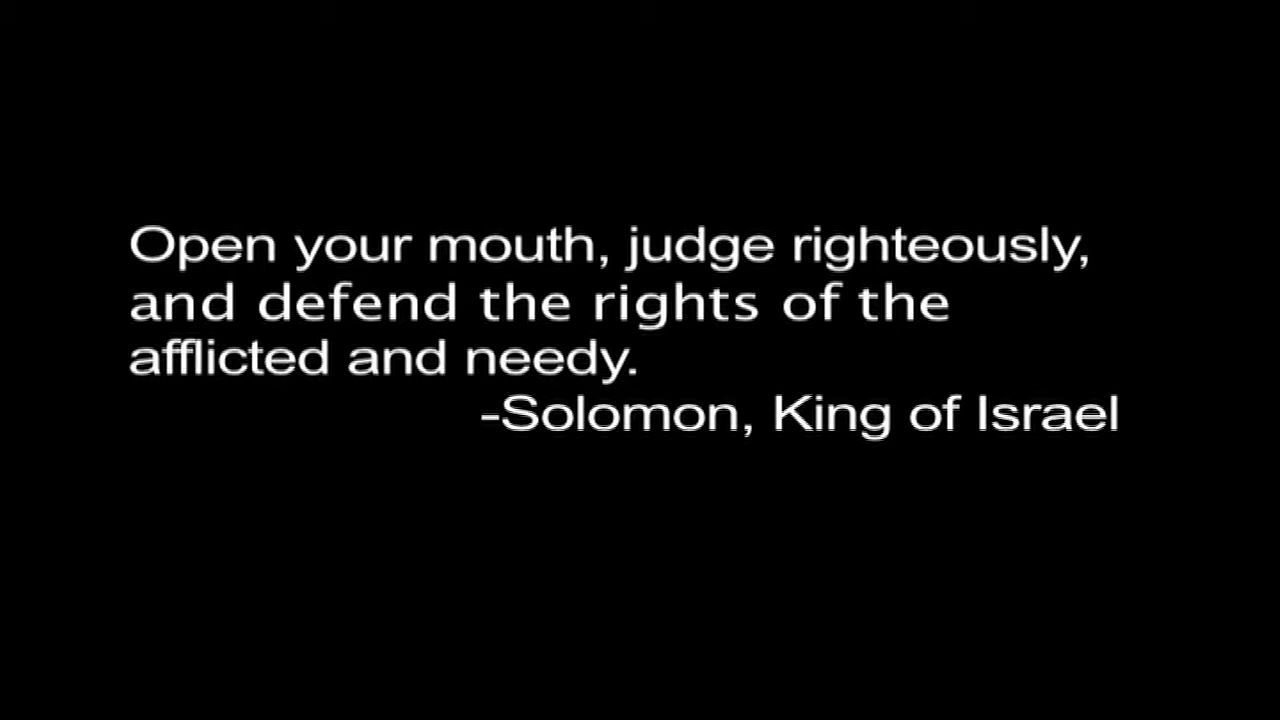 Open your mouth, judge righteously,
and defend the rights of the
afflicted and needy.
-Solomon, King of Israel